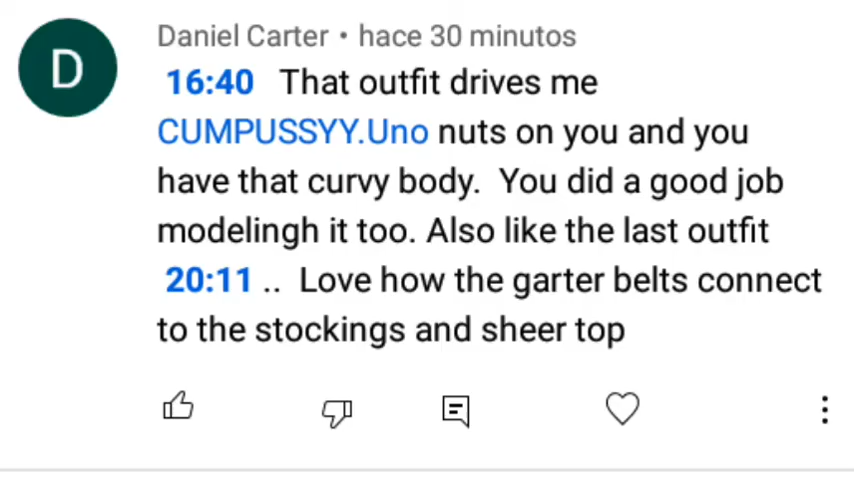 D
Daniel Carter • hace 30 minutos
16:40 That outfit drives me
CUMPUSSYY.Uno nuts on you and you
have that curvy body. You did a good job
modelingh it too. Also like the last outfit
20:11 .. Love how the garter belts connect
to the stockings and sheer top